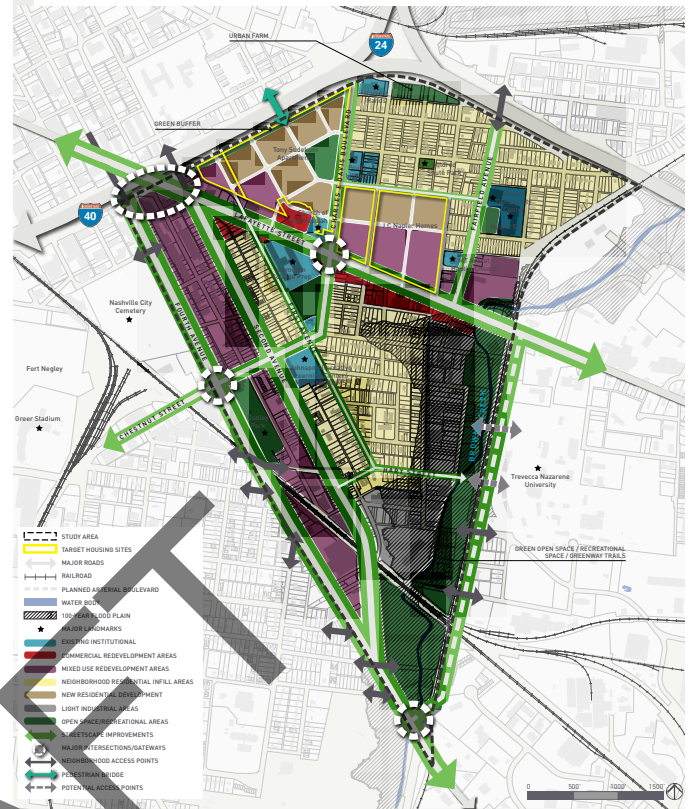 URBAN FARM
24
GREEN BUFFER
Tony Sudekum
Apartments
40
LAFAYETTE STREET
FAIRFIELD AVENUE
J.C. Napier Homes
Nashville City
Cemetery
FOURTH AVENUE
SECOND AVENUE
Fort Negley
Greer Stadium
CHESTNUT STREET
BROWNS CREEK
HART STREET
Trevecca Nazarene
University
GREEN OPEN SPACE / RECREATIONAL
SPACE / GREENWAY TRAILS
STUDY AREA
TARGET HOUSING SITES
MAJOR ROADS
RAILROAD
PLANNED ARTERIAL BOULEVARD
WATER BODY
100-YEAR FLOOD PLAIN
MAJOR LANDMARKS
EXISTING INSTITUTIONAL
COMMERCIAL REDEVELOPMENT AREAS
MIXED USE REDEVELOPMENT AREAS
NEIGHBORHOOD RESIDENTIAL INFILL AREAS
NEW RESIDENTIAL DEVELOPMENT
LIGHT INDUSTRIAL AREAS
OPEN SPACE/RECREATIONAL AREAS
STREETSCAPE IMPROVEMENTS
MAJOR INTERSECTIONS/GATEWAYS
NEIGHBORHOOD ACCESS POINTS
PEDESTRIAN BRIDGE
POTENTIAL ACCESS POINTS
0 500' 1000' 1500'